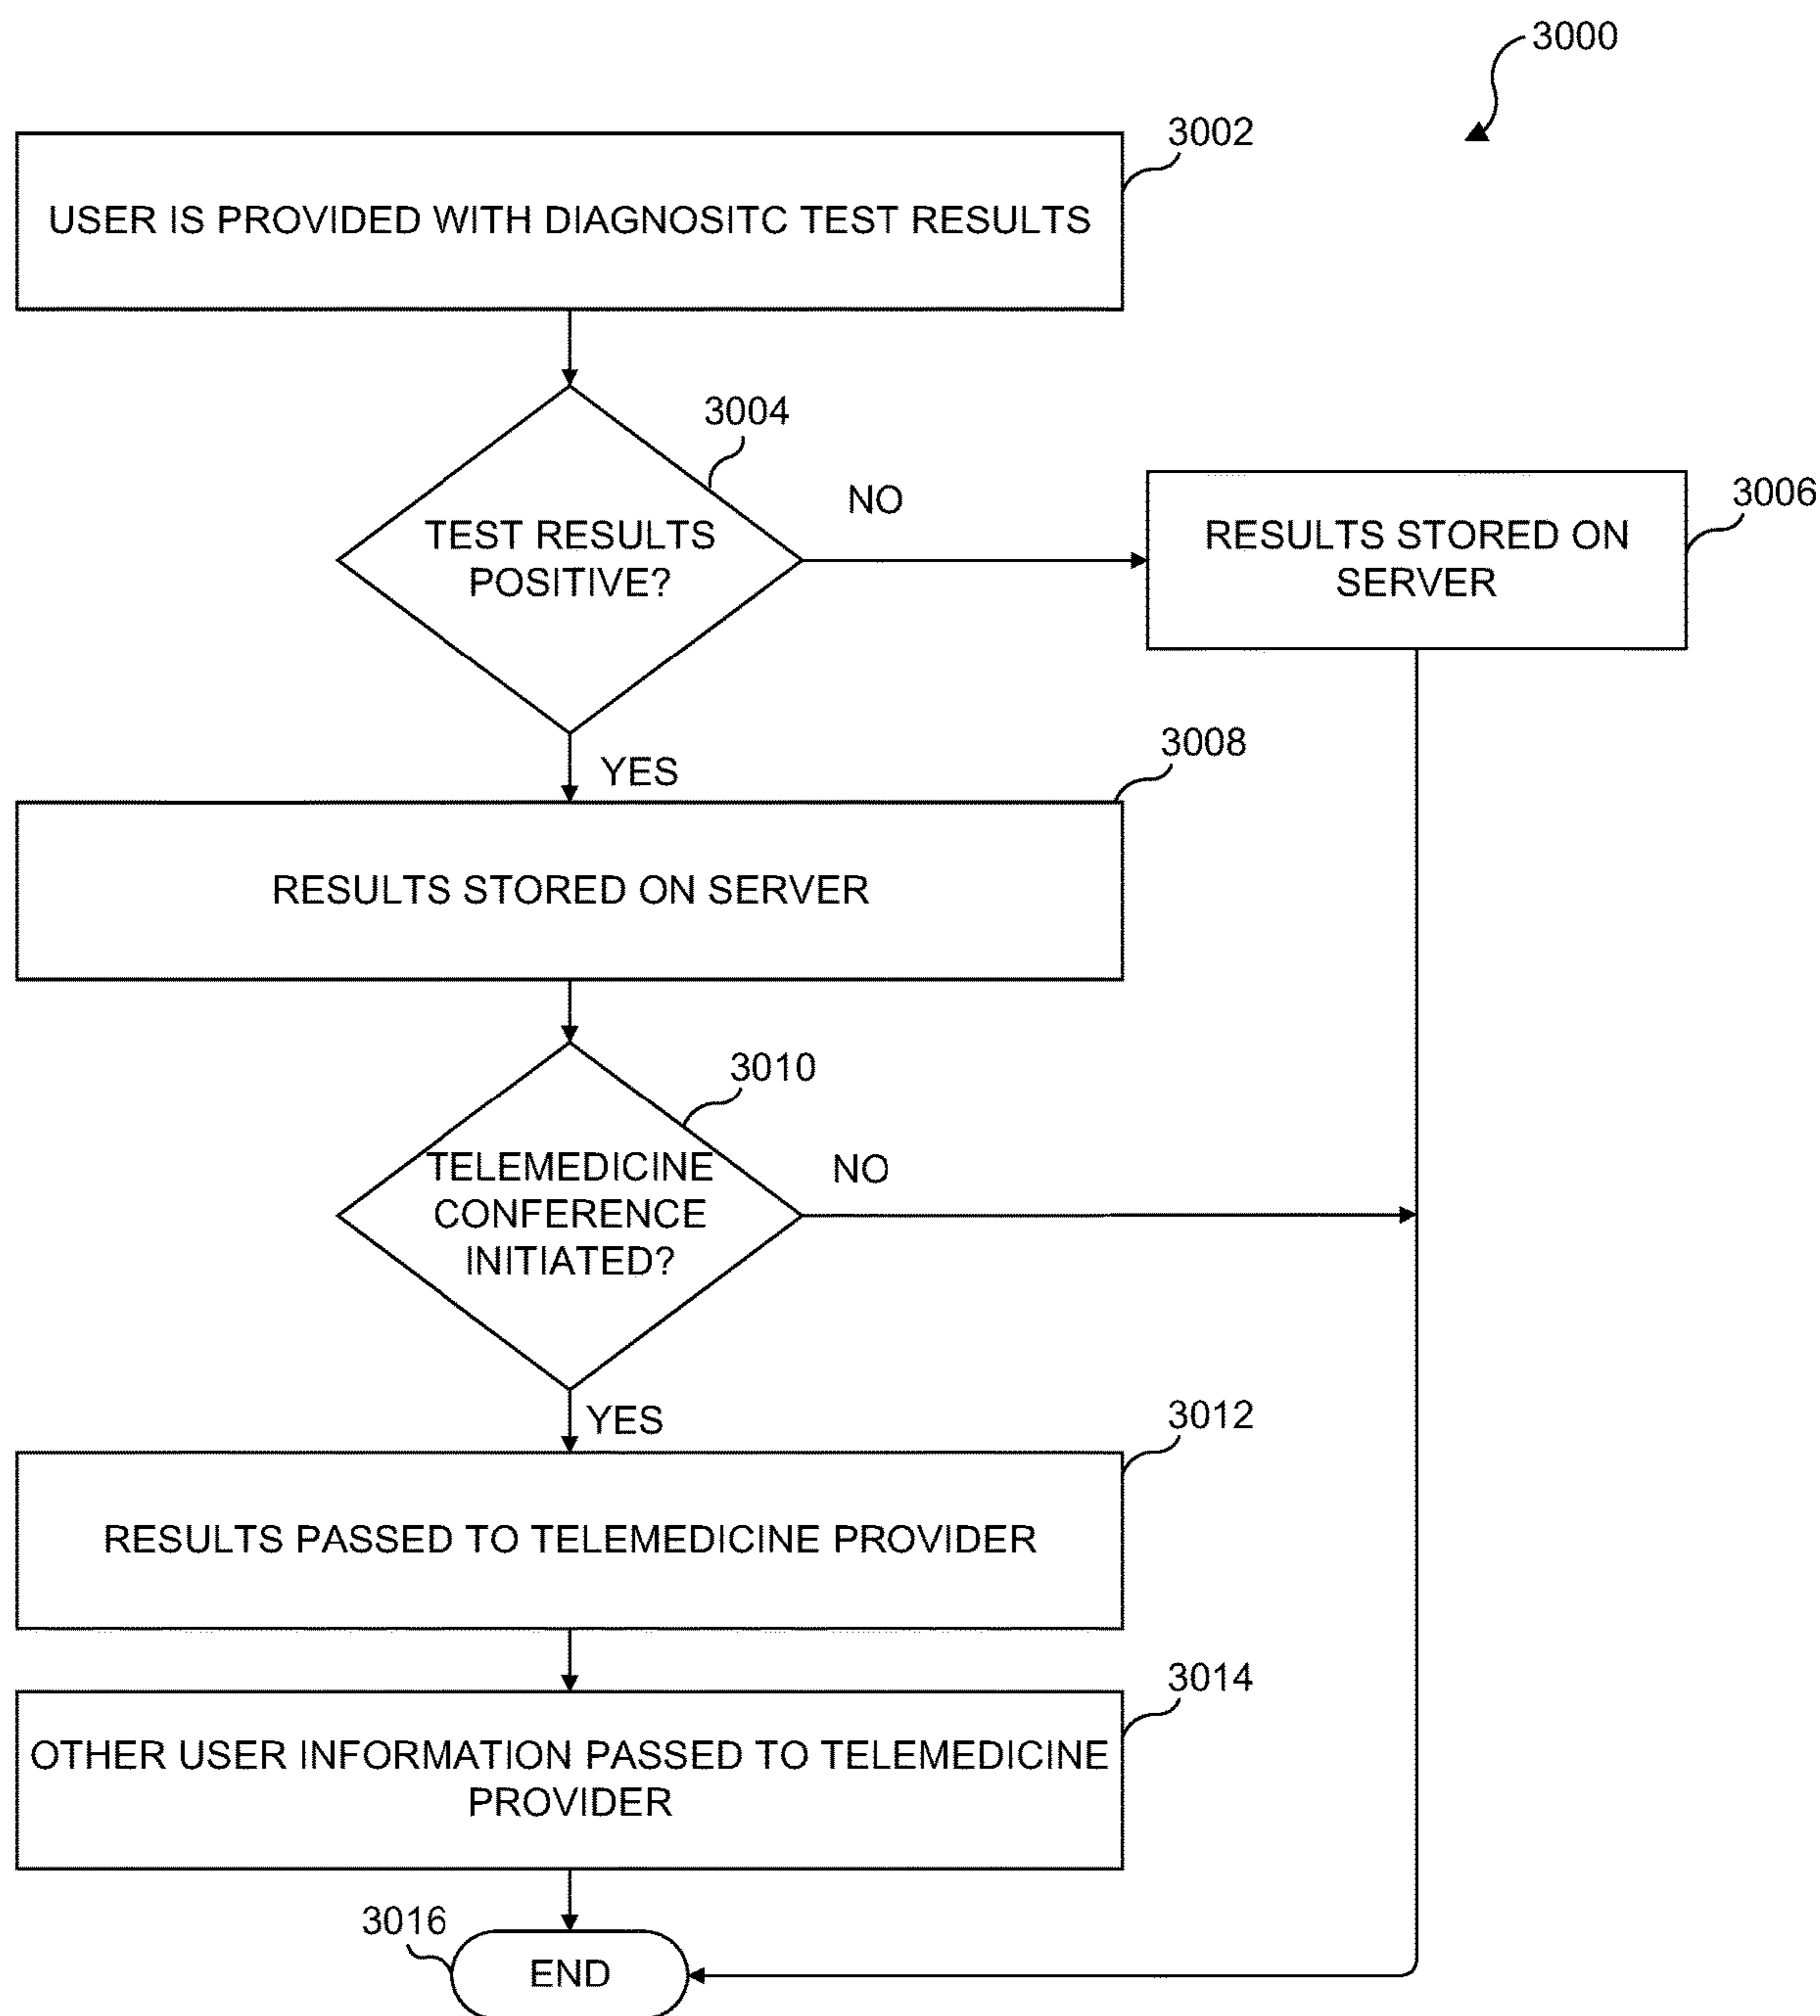 3000
3002
USER IS PROVIDED WITH DIAGNOSITC TEST RESULTS
3004
TEST RESULTS
POSITIVE?
NO
3006
RESULTS STORED ON
SERVER
YES
3008
RESULTS STORED ON SERVER
3010
TELEMEDICINE
CONFERENCE
INITIATED?
NO
YES
3012
RESULTS PASSED TO TELEMEDICINE PROVIDER
3014
OTHER USER INFORMATION PASSED TO TELEMEDICINE
PROVIDER
3016
END